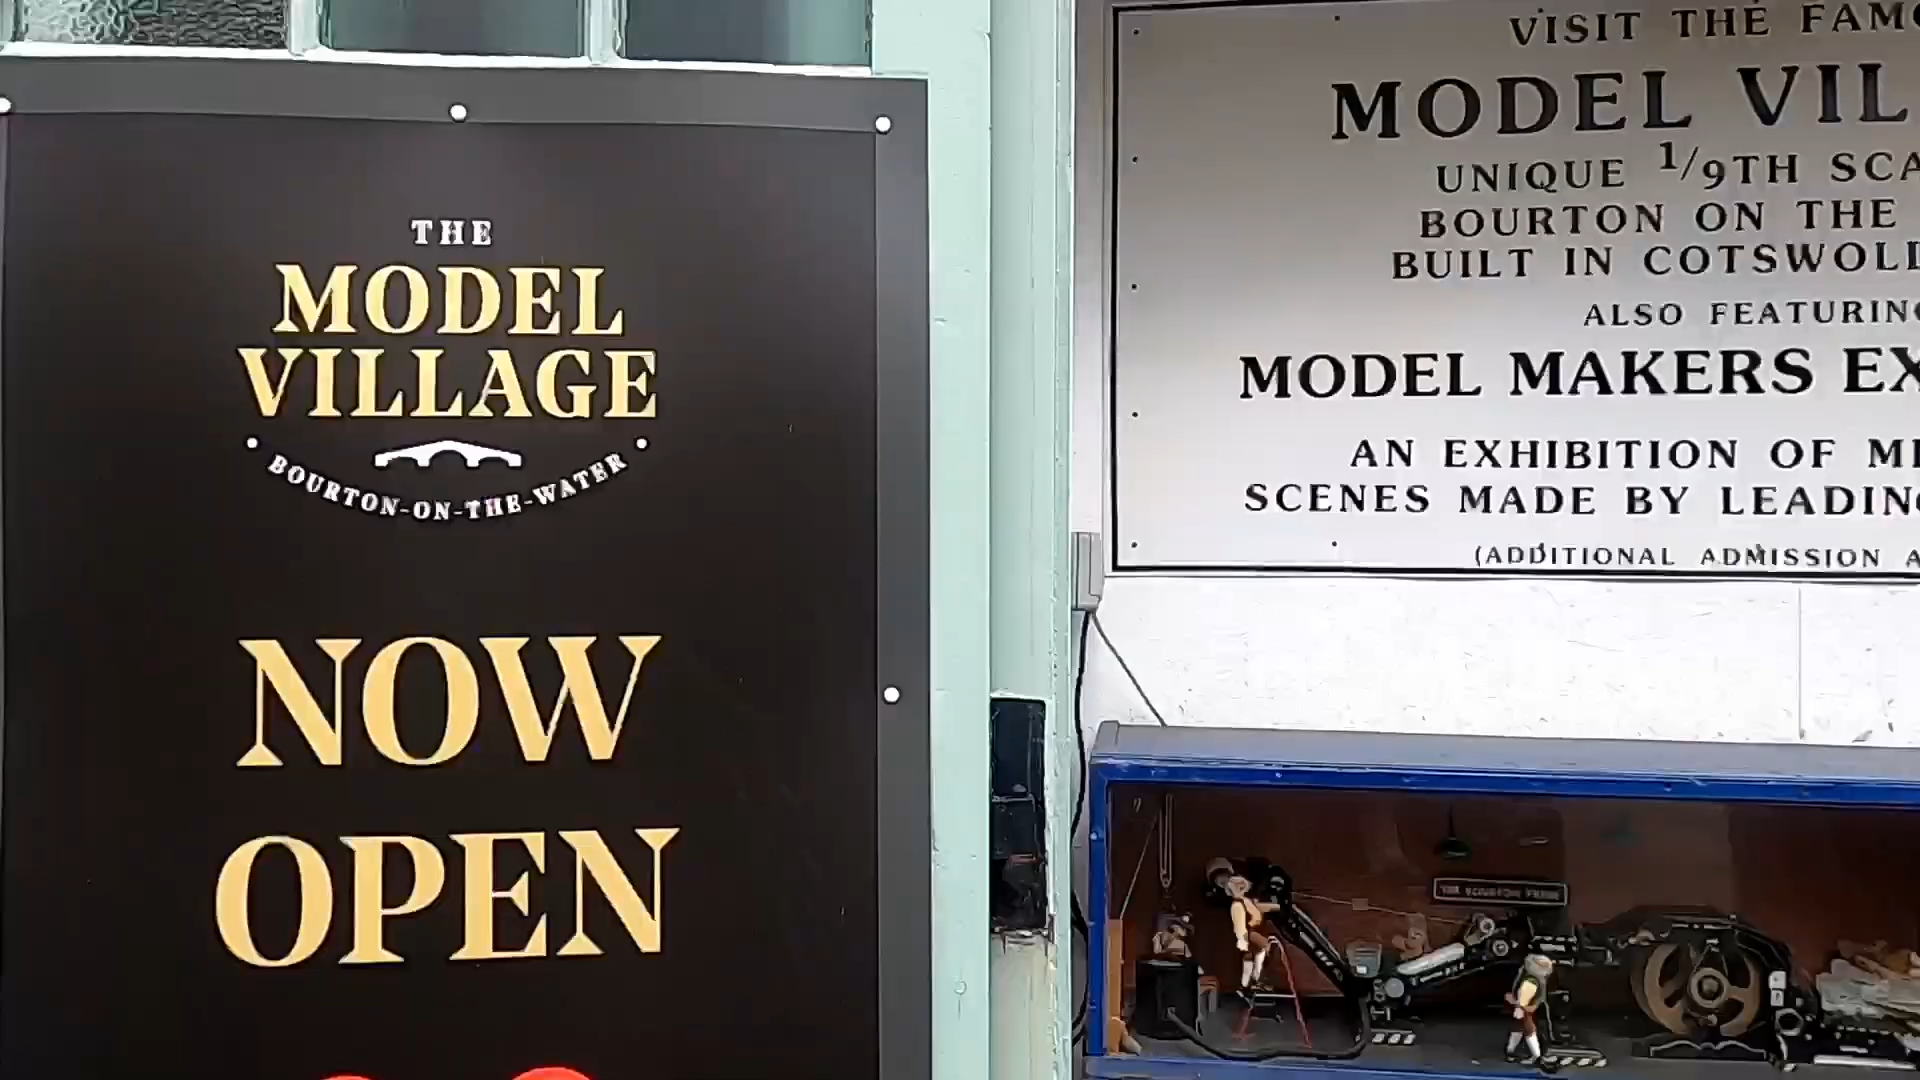 THE
MODEL
VILLAGE
BOURTON-ON-THE-WATER
NOW
OPEN
VISIT THE FAMO
MODEL VIL
UNIQUE 1/9TH SCA
BOURTON ON THE
BUILT IN COTSWOLD
ALSO FEATURING
MODEL MAKERS EX
AN EXHIBITION OF MI
SCENES MADE BY LEADING
(ADDITIONAL ADMISSION A